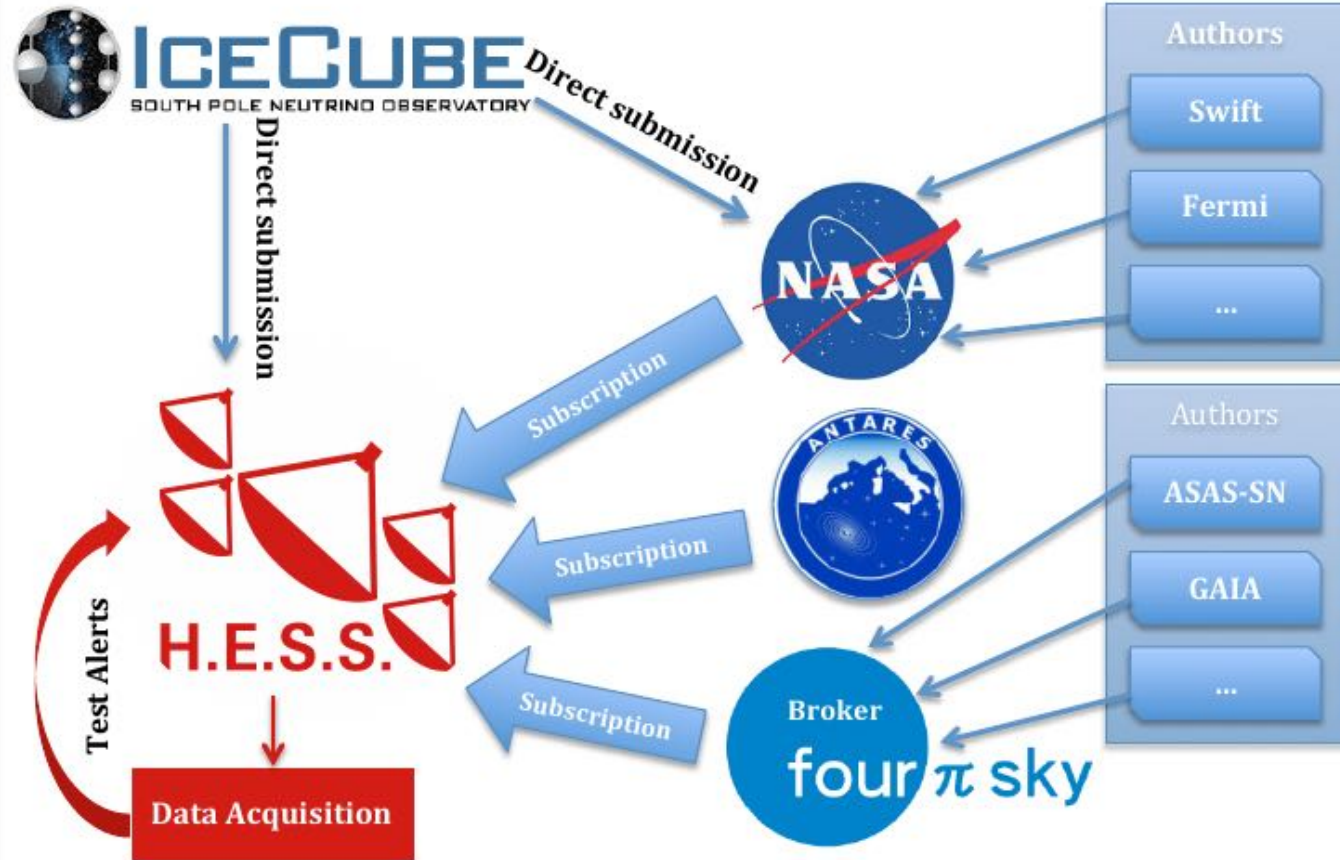 ICECUBE
SOUTH POLE NEUTRINO OBSERVATORY
Direct submission
Direct submission
Authors
Swift
Fermi
...
NASA
Subscription
ANTARES
Subscription
Authors
ASAS-SN
GAIA
...
H.E.S.S.
Test Alerts
Subscription
Broker
four π sky
Data Acquisition